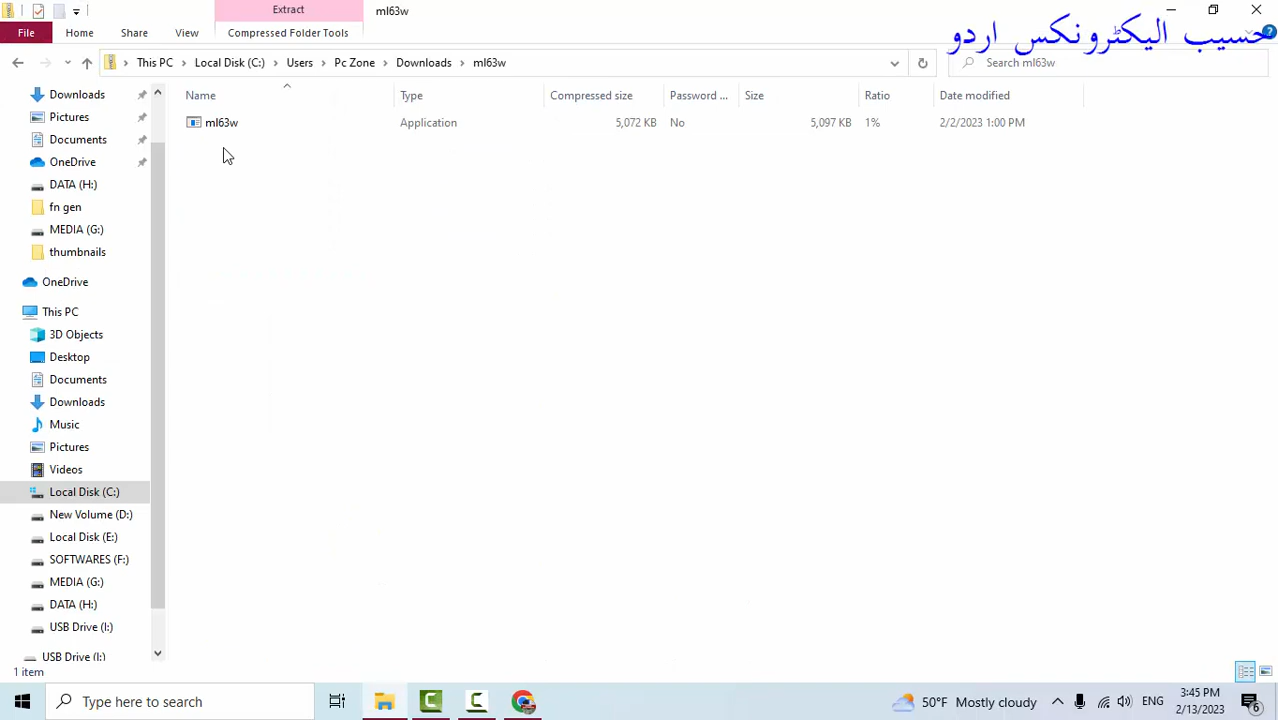 Extract
ml63w
File
Home
Share
View
Compressed Folder Tools
حسیب الیکٹرونکس اردو
This PC
Local Disk (C:)
Users
Pc Zone
Downloads
ml63w
Search ml63w
Name
Type
Compressed size
Password ...
Size
Ratio
Date modified
ml63w
Application
5,072 KB
No
5,097 KB
1%
2/2/2023 1:00 PM
Downloads
Pictures
Documents
OneDrive
DATA (H:)
fn gen
MEDIA (G:)
thumbnails
OneDrive
This PC
3D Objects
Desktop
Documents
Downloads
Music
Pictures
Videos
Local Disk (C:)
New Volume (D:)
Local Disk (E:)
SOFTWARES (F:)
MEDIA (G:)
DATA (H:)
USB Drive (I:)
USB Drive (I:)
1 item
Type here to search
50°F Mostly cloudy
ENG
3:45 PM
2/13/2023
6